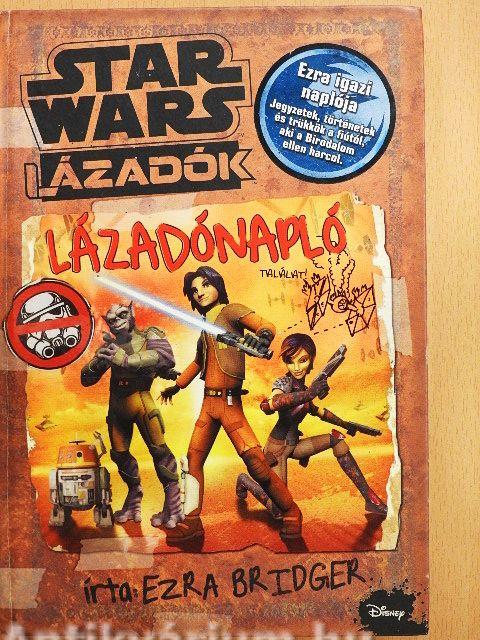 STAR
WARS
LÁZADÓK
Ezra igazi
naplója
Jegyzetek, történetek
és trükkök a fiútól,
aki a Birodalom
ellen harcol.
LÁZADÓNAPLÓ
TALÁLAT!
írta: EZRA BRIDGER
Disney